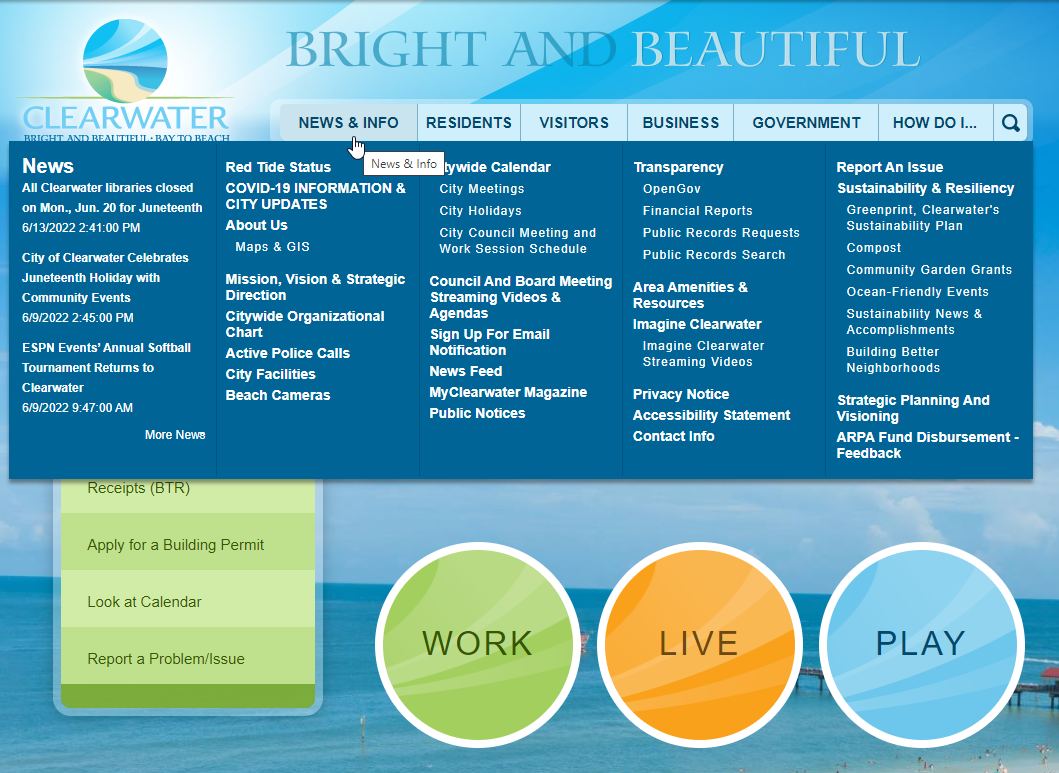 BRIGHT AND BEAUTIFUL
CLEARWATER
BRIGHT AND BEAUTIFUL • BAY TO BEACH
NEWS & INFO
RESIDENTS
VISITORS
BUSINESS
GOVERNMENT
HOW DO I...
News & Info
News
All Clearwater libraries closed
on Mon., Jun. 20 for Juneteenth
6/13/2022 2:41:00 PM
City of Clearwater Celebrates
Juneteenth Holiday with
Community Events
6/9/2022 2:45:00 PM
ESPN Events' Annual Softball
Tournament Returns to
Clearwater
6/9/2022 9:47:00 AM
More News
Red Tide Status
COVID-19 INFORMATION &
CITY UPDATES
About Us
Maps & GIS
Mission, Vision & Strategic
Direction
Citywide Organizational
Chart
Active Police Calls
City Facilities
Beach Cameras
tywide Calendar
City Meetings
City Holidays
City Council Meeting and
Work Session Schedule
Council And Board Meeting
Streaming Videos &
Agendas
Sign Up For Email
Notification
News Feed
MyClearwater Magazine
Public Notices
Transparency
OpenGov
Financial Reports
Public Records Requests
Public Records Search
Area Amenities &
Resources
Imagine Clearwater
Imagine Clearwater
Streaming Videos
Privacy Notice
Accessibility Statement
Contact Info
Report An Issue
Sustainability & Resiliency
Greenprint, Clearwater's
Sustainability Plan
Compost
Community Garden Grants
Ocean-Friendly Events
Sustainability News &
Accomplishments
Building Better
Neighborhoods
Strategic Planning And
Visioning
ARPA Fund Disbursement -
Feedback
Receipts (BTR)
Apply for a Building Permit
Look at Calendar
Report a Problem/Issue
WORK
LIVE
PLAY